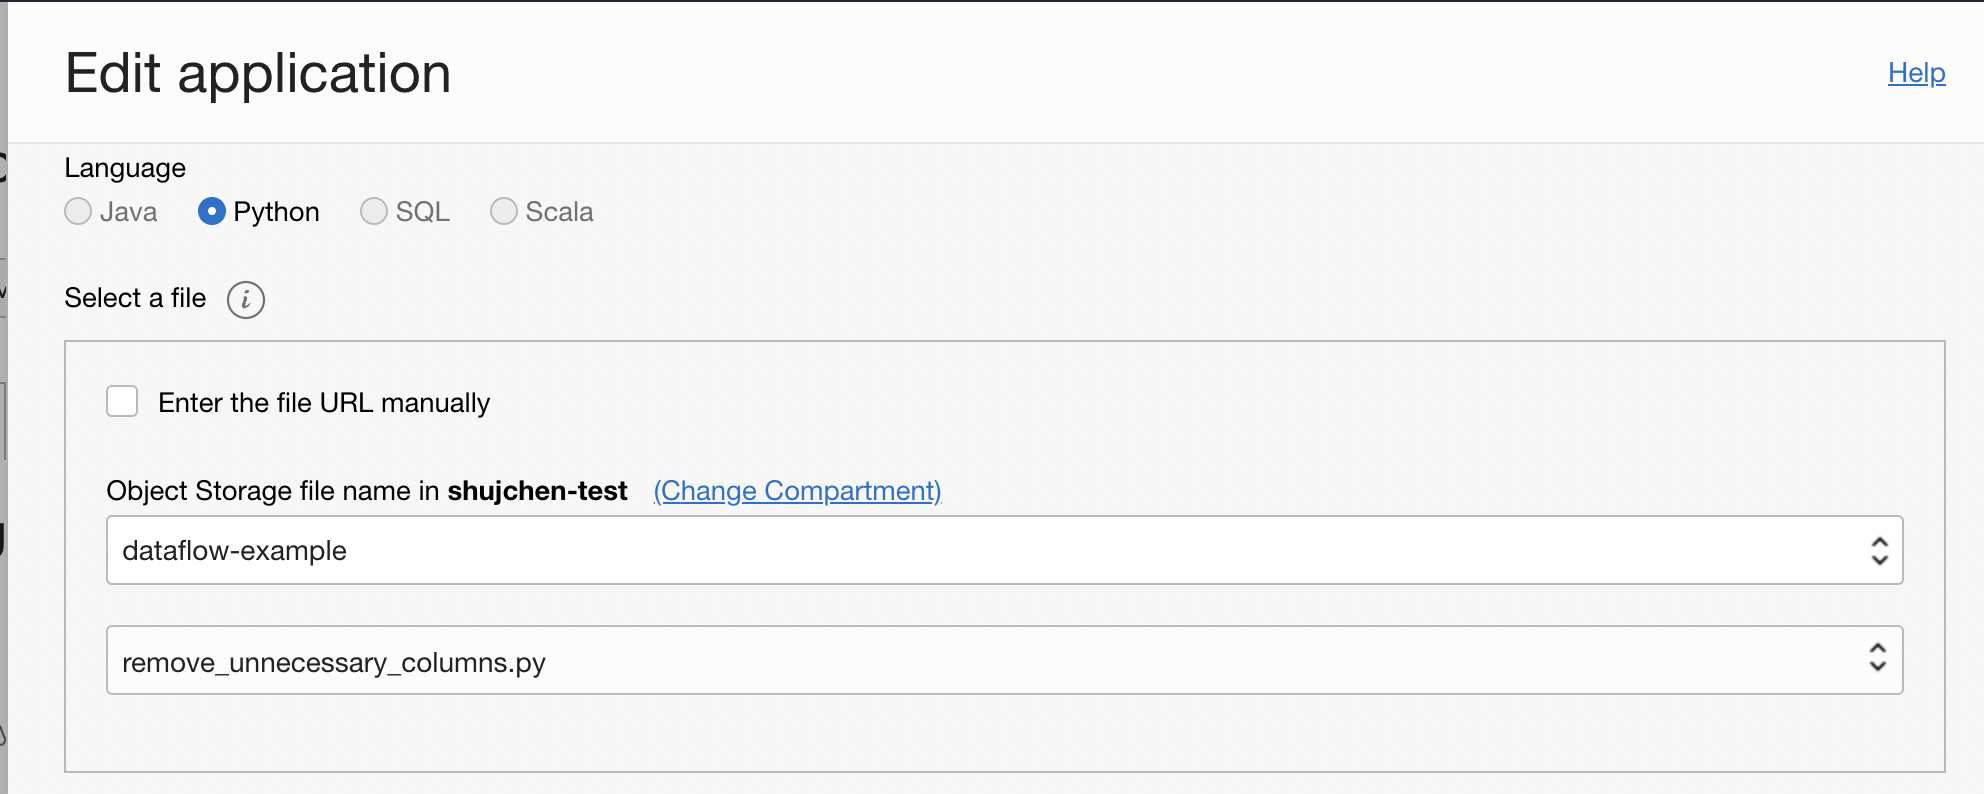 Edit application
Help
Language
Java Python SQL Scala
Select a file i
Enter the file URL manually
Object Storage file name in shujchen-test (Change Compartment)
dataflow-example
remove_unnecessary_columns.py